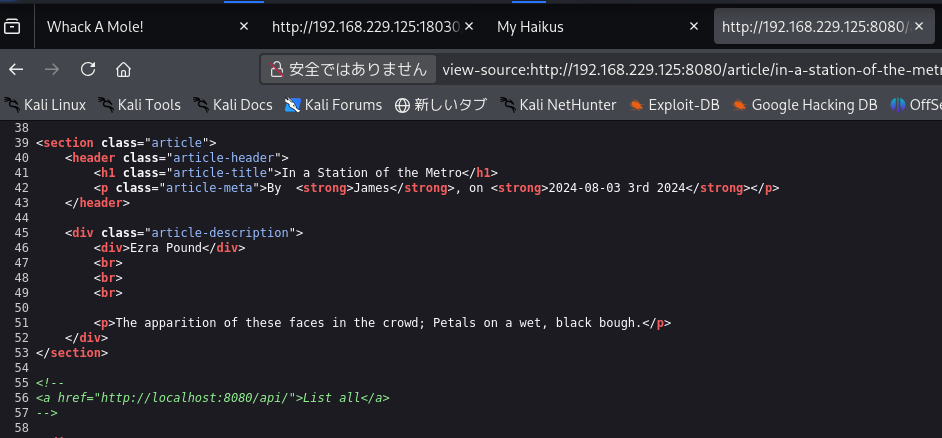 Whack A Mole!
http://192.168.229.125:18030
My Haikus
http://192.168.229.125:8080/
安全ではありません
view-source:http://192.168.229.125:8080/article/in-a-station-of-the-metr
Kali Linux
Kali Tools
Kali Docs
Kali Forums
新しいタブ
Kali NetHunter
Exploit-DB
Google Hacking DB
OffSe
38
39 <section class="article">
40     <header class="article-header">
41         <h1 class="article-title">In a Station of the Metro</h1>
42         <p class="article-meta">By  <strong>James</strong>, on <strong>2024-08-03 3rd 2024</strong></p>
43     </header>
44
45     <div class="article-description">
46         <div>Ezra Pound</div>
47         <br>
48         <br>
49         <br>
50
51         <p>The apparition of these faces in the crowd; Petals on a wet, black bough.</p>
52     </div>
53 </section>
54
55 <!--
56 <a href="http://localhost:8080/api/">List all</a>
57 -->
58